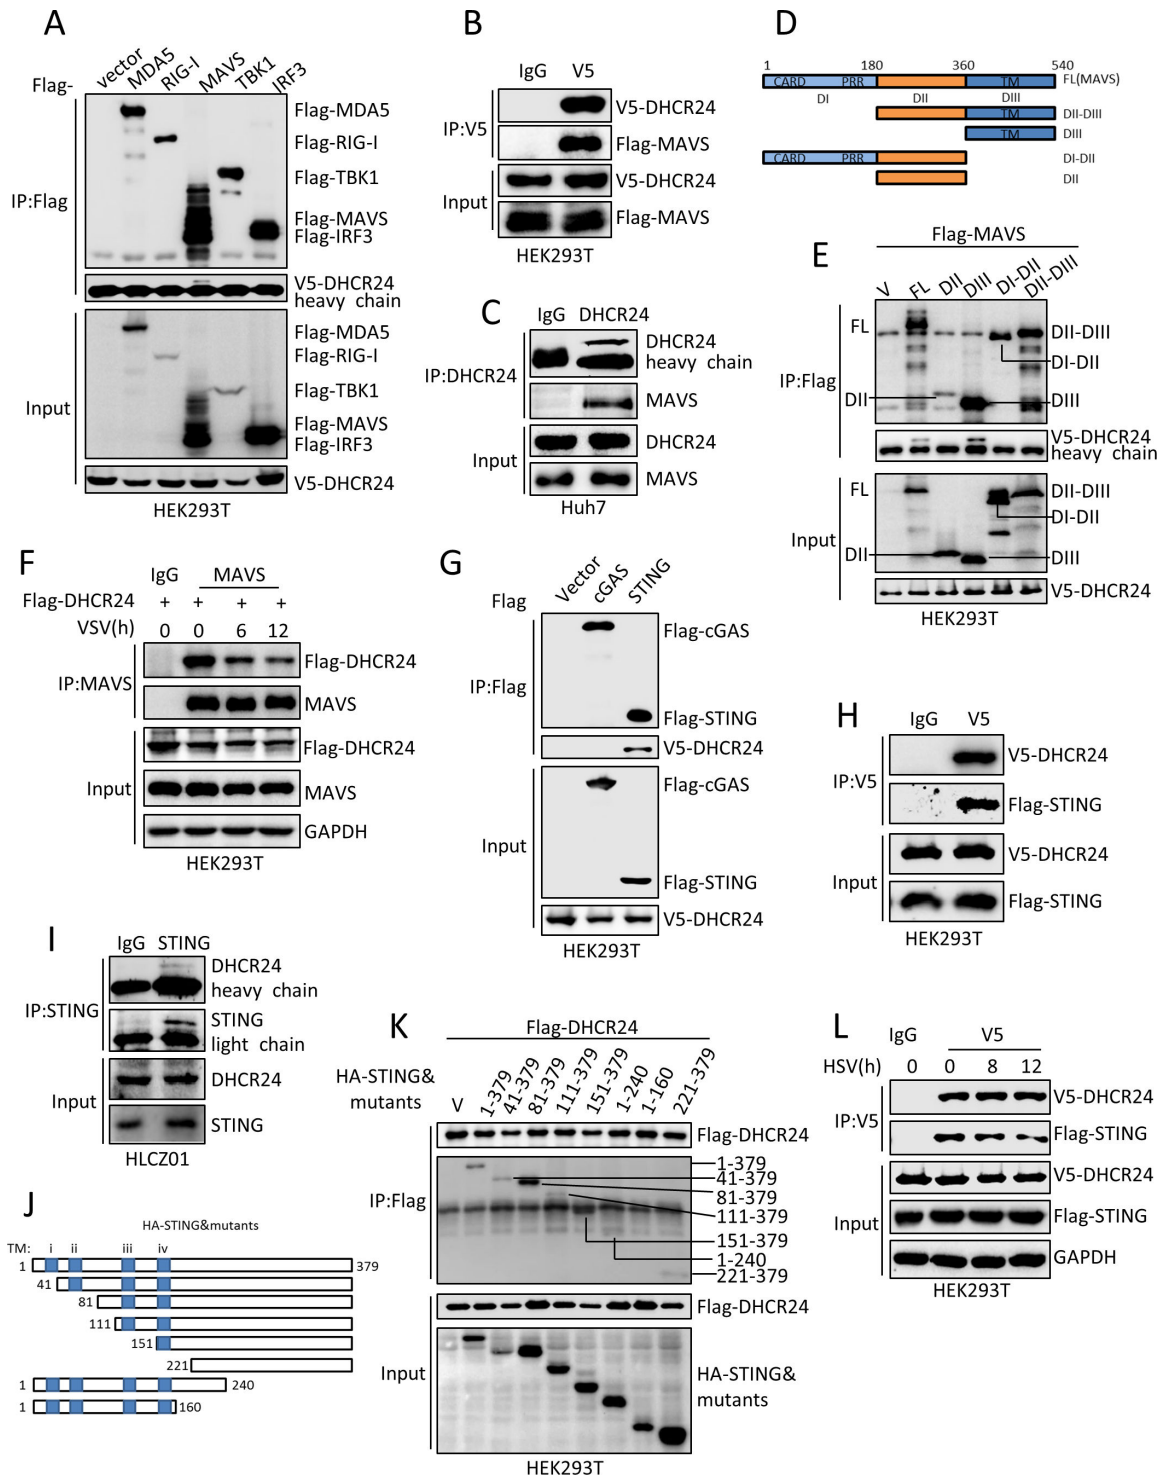 A
Flag-
vector
MDA5
RIG-I
MAVS
TBK1
IRF3
IP:Flag
Flag-MDA5
Flag-RIG-I
Flag-TBK1
Flag-MAVS
Flag-IRF3
V5-DHCR24
heavy chain
Input
Flag-MDA5
Flag-RIG-I
Flag-TBK1
Flag-MAVS
Flag-IRF3
V5-DHCR24
HEK293T
B
IgG V5
IP:V5
V5-DHCR24
Flag-MAVS
Input
V5-DHCR24
Flag-MAVS
HEK293T
C
IgG DHCR24
IP:DHCR24
DHCR24
heavy chain
MAVS
Input
DHCR24
MAVS
Huh7
D
1 180 360 540
CARD PRR TM FL(MAVS)
DI DII DIII
TM DII-DIII
TM DIII
CARD PRR DI-DII
DII
E
Flag-MAVS
V
FL
DII
DIII
DI-DII
DII-DIII
IP:Flag
FL
DII
DII-DIII
DI-DII
DIII
V5-DHCR24
heavy chain
Input
FL
DII
DII-DIII
DI-DII
DIII
V5-DHCR24
HEK293T
F
IgG MAVS
Flag-DHCR24 + + + +
VSV(h) 0 0 6 12
IP:MAVS
Flag-DHCR24
MAVS
Input
Flag-DHCR24
MAVS
GAPDH
HEK293T
G
Flag
Vector
cGAS
STING
IP:Flag
Flag-cGAS
Flag-STING
V5-DHCR24
Input
Flag-cGAS
Flag-STING
V5-DHCR24
HEK293T
H
IgG V5
IP:V5
V5-DHCR24
Flag-STING
Input
V5-DHCR24
Flag-STING
HEK293T
I
IgG STING
IP:STING
DHCR24
heavy chain
STING
light chain
Input
DHCR24
STING
HLCZ01
J
HA-STING&mutants
TM: i ii iii iv
1 379
41
81
111
151
221
1 240
1 160
K
Flag-DHCR24
HA-STING&
mutants
V
1-379
41-379
81-379
111-379
151-379
1-240
1-160
221-379
IP:Flag
Flag-DHCR24
1-379
41-379
81-379
111-379
151-379
1-240
221-379
Input
Flag-DHCR24
HA-STING&
mutants
HEK293T
L
IgG V5
HSV(h) 0 0 8 12
IP:V5
V5-DHCR24
Flag-STING
Input
V5-DHCR24
Flag-STING
GAPDH
HEK293T